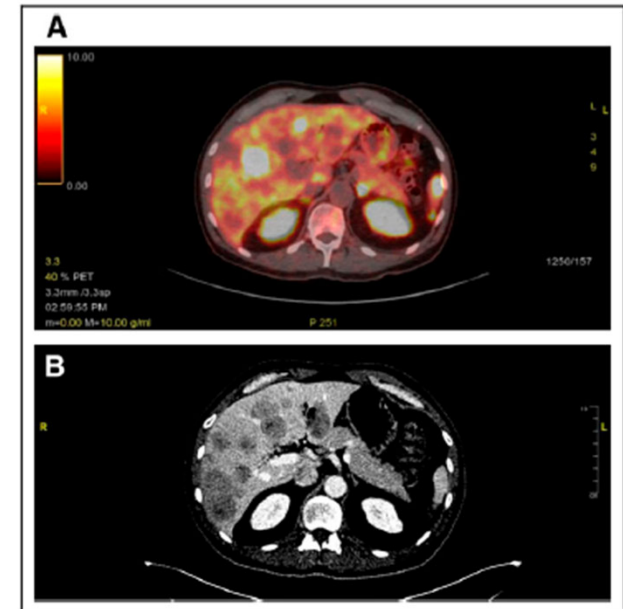 A
10.00
R
L L
3
4
9
0.00
3.3
40 % PET
3.3mm /3.3sp
02:59:55 PM
m=0.00 M=10.00 g/ml
P 251
1250/157
B
R
L